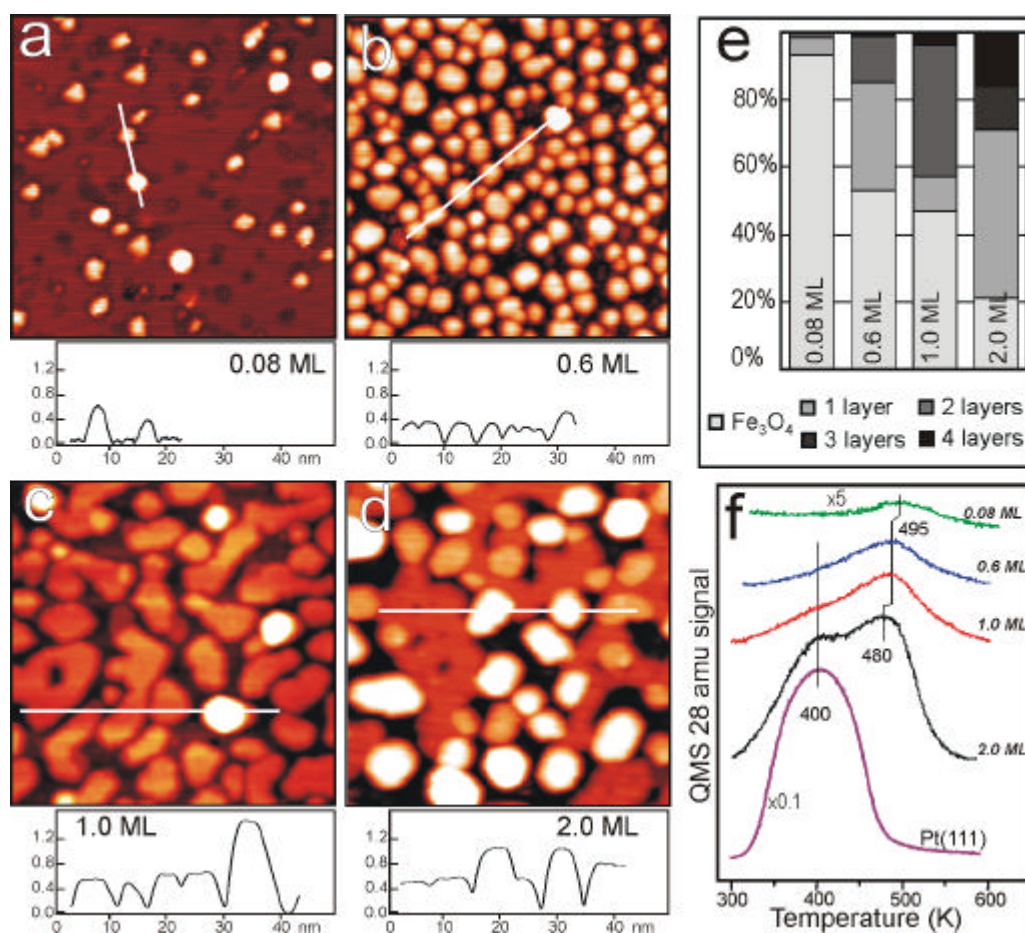 a
0.08 ML
1.2
0.8
0.4
0.0
0 10 20 30 40 nm
b
0.6 ML
1.2
0.8
0.4
0.0
0 10 20 30 40 nm
c
1.0 ML
1.2
0.8
0.4
0.0
0 10 20 30 40 nm
d
2.0 ML
1.2
0.8
0.4
0.0
0 10 20 30 40 nm
e
80%
60%
40%
20%
0%
0.08 ML
0.6 ML
1.0 ML
2.0 ML
Fe₃O₄
1 layer
2 layers
3 layers
4 layers
f
x5
0.08 ML
495
0.6 ML
1.0 ML
480
400
2.0 ML
x0.1
Pt(111)
QMS 28 amu signal
300 400 500 600
Temperature (K)